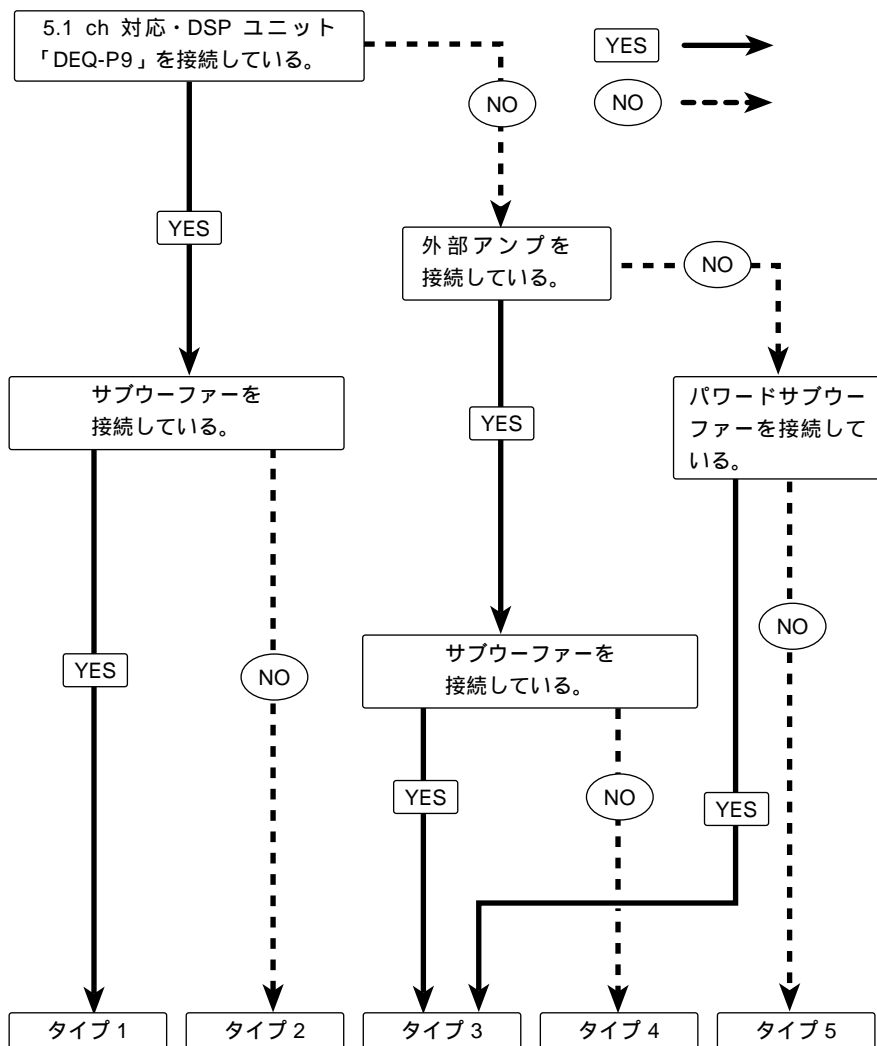 5.1 ch 対応・DSP ユニット
「DEQ-P9」を接続している。
YES
NO
NO
YES
外部アンプを
接続している。
NO
サブウーファーを
接続している。
YES
パワードサブウー
ファーを接続して
いる。
YES
NO
サブウーファーを
接続している。
NO
YES
NO
YES
タイプ 1
タイプ 2
タイプ 3
タイプ 4
タイプ 5